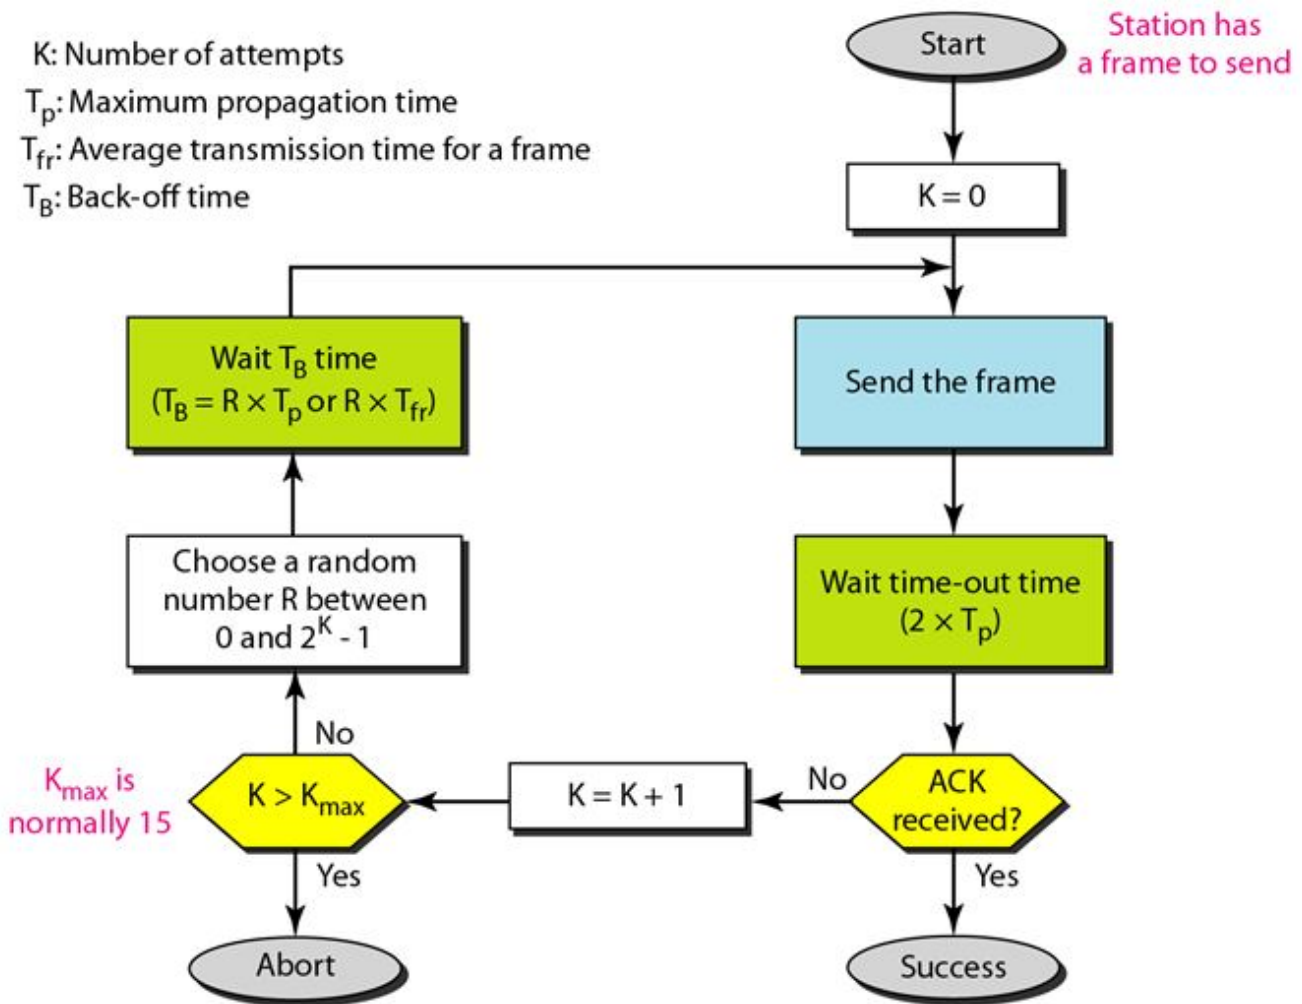 K: Number of attempts
Tp: Maximum propagation time
Tfr: Average transmission time for a frame
TB: Back-off time
Start
Station has
a frame to send
K = 0
Wait TB time
(TB = R × Tp or R × Tfr)
Send the frame
Choose a random
number R between
0 and 2^K - 1
Wait time-out time
(2 × Tp)
No
Kmax is
normally 15
K > Kmax
K = K + 1
No
ACK
received?
Yes
Yes
Abort
Success